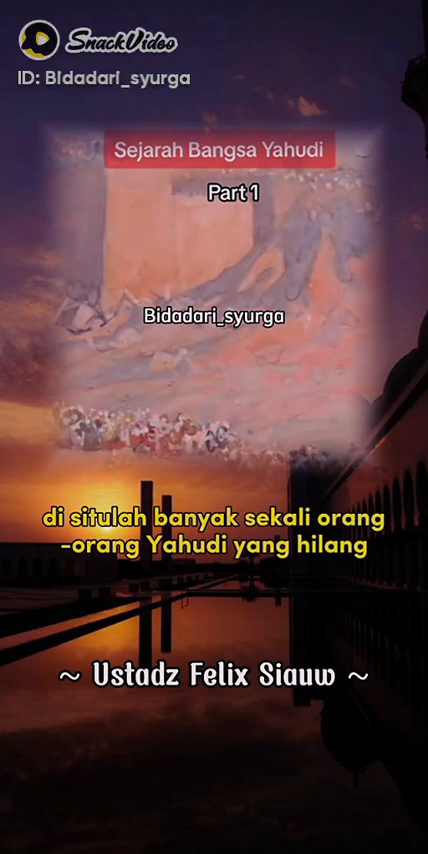 SnackVideo
ID: Bidadari_syurga
Sejarah Bangsa Yahudi
Part 1
Bidadari_syurga
di situlah banyak sekali orang
-orang Yahudi yang hilang
~ Ustadz Felix Siauw ~